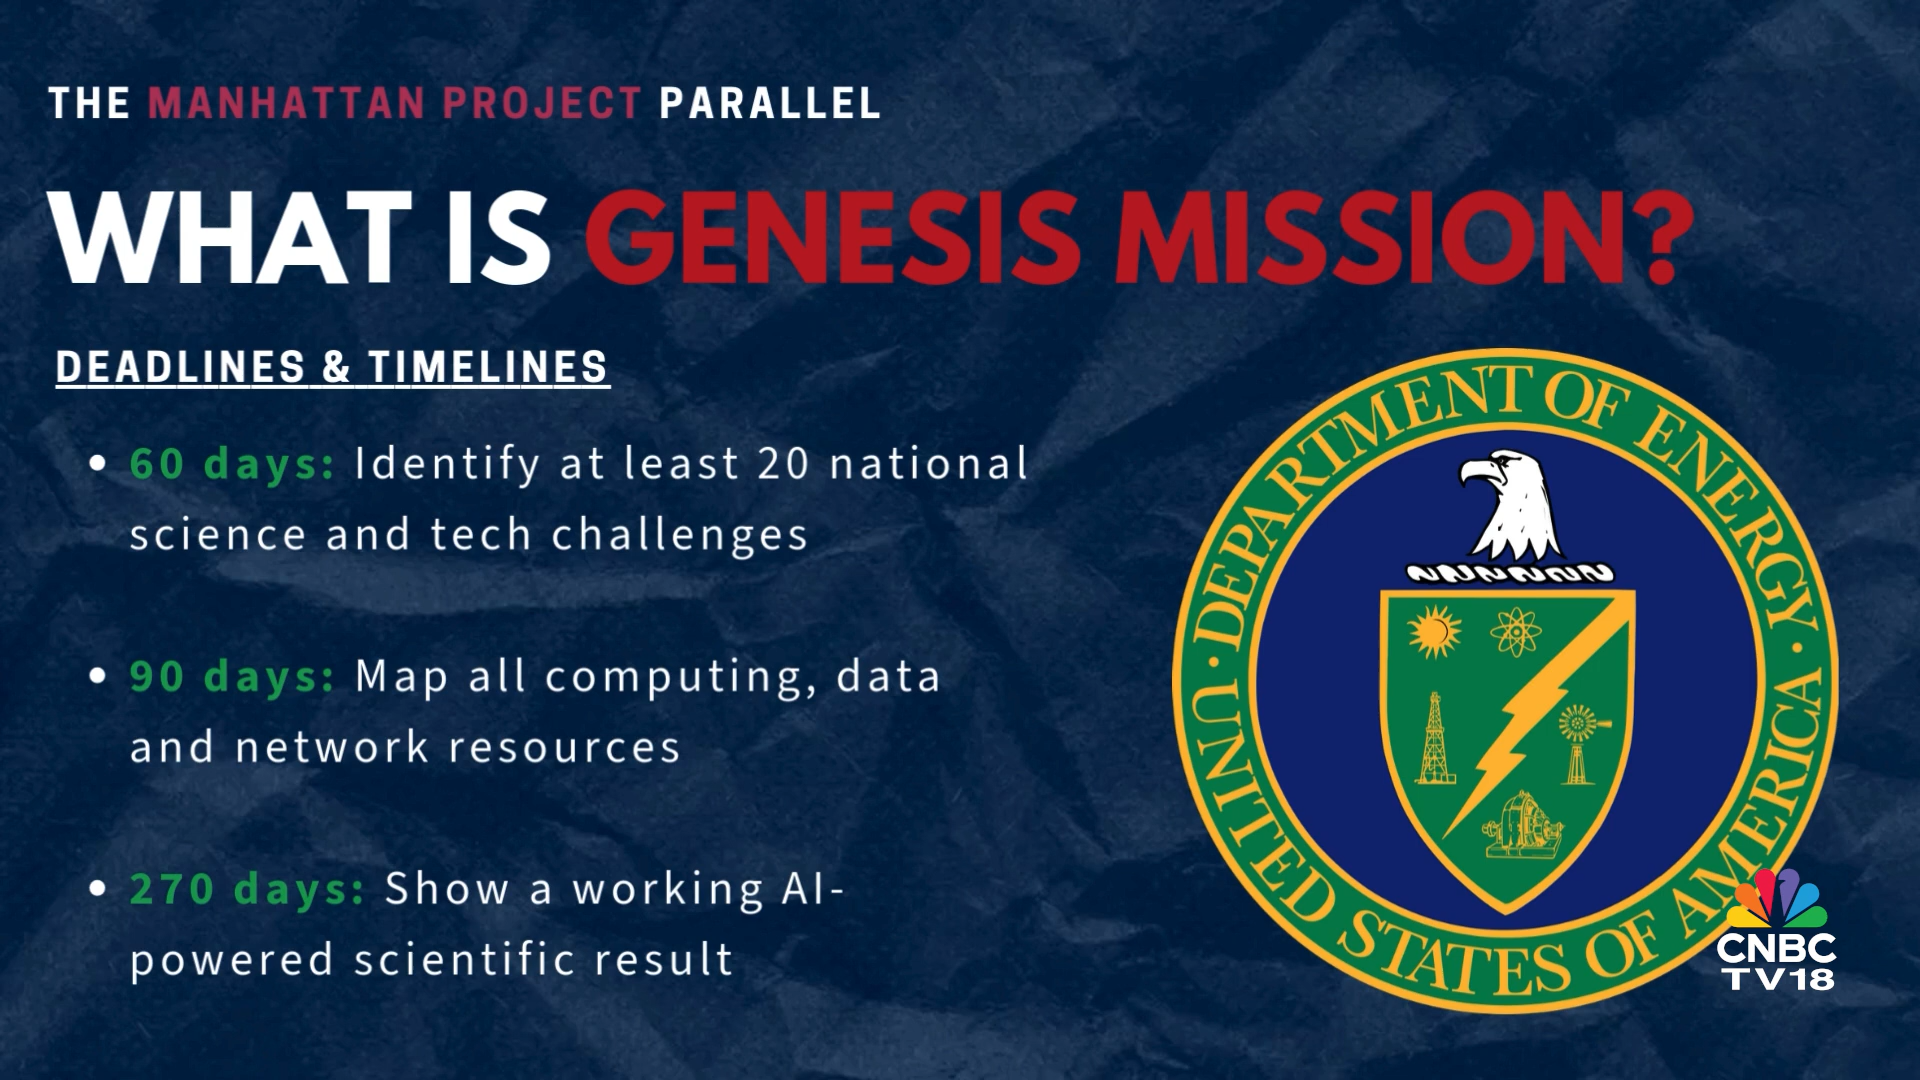 THE MANHATTAN PROJECT PARALLEL
WHAT IS GENESIS MISSION?
DEADLINES & TIMELINES
• 60 days: Identify at least 20 national
science and tech challenges
• 90 days: Map all computing, data
and network resources
• 270 days: Show a working AI-
powered scientific result
DEPARTMENT OF ENERGY
• UNITED STATES OF AMERICA •
CNBC
TV18